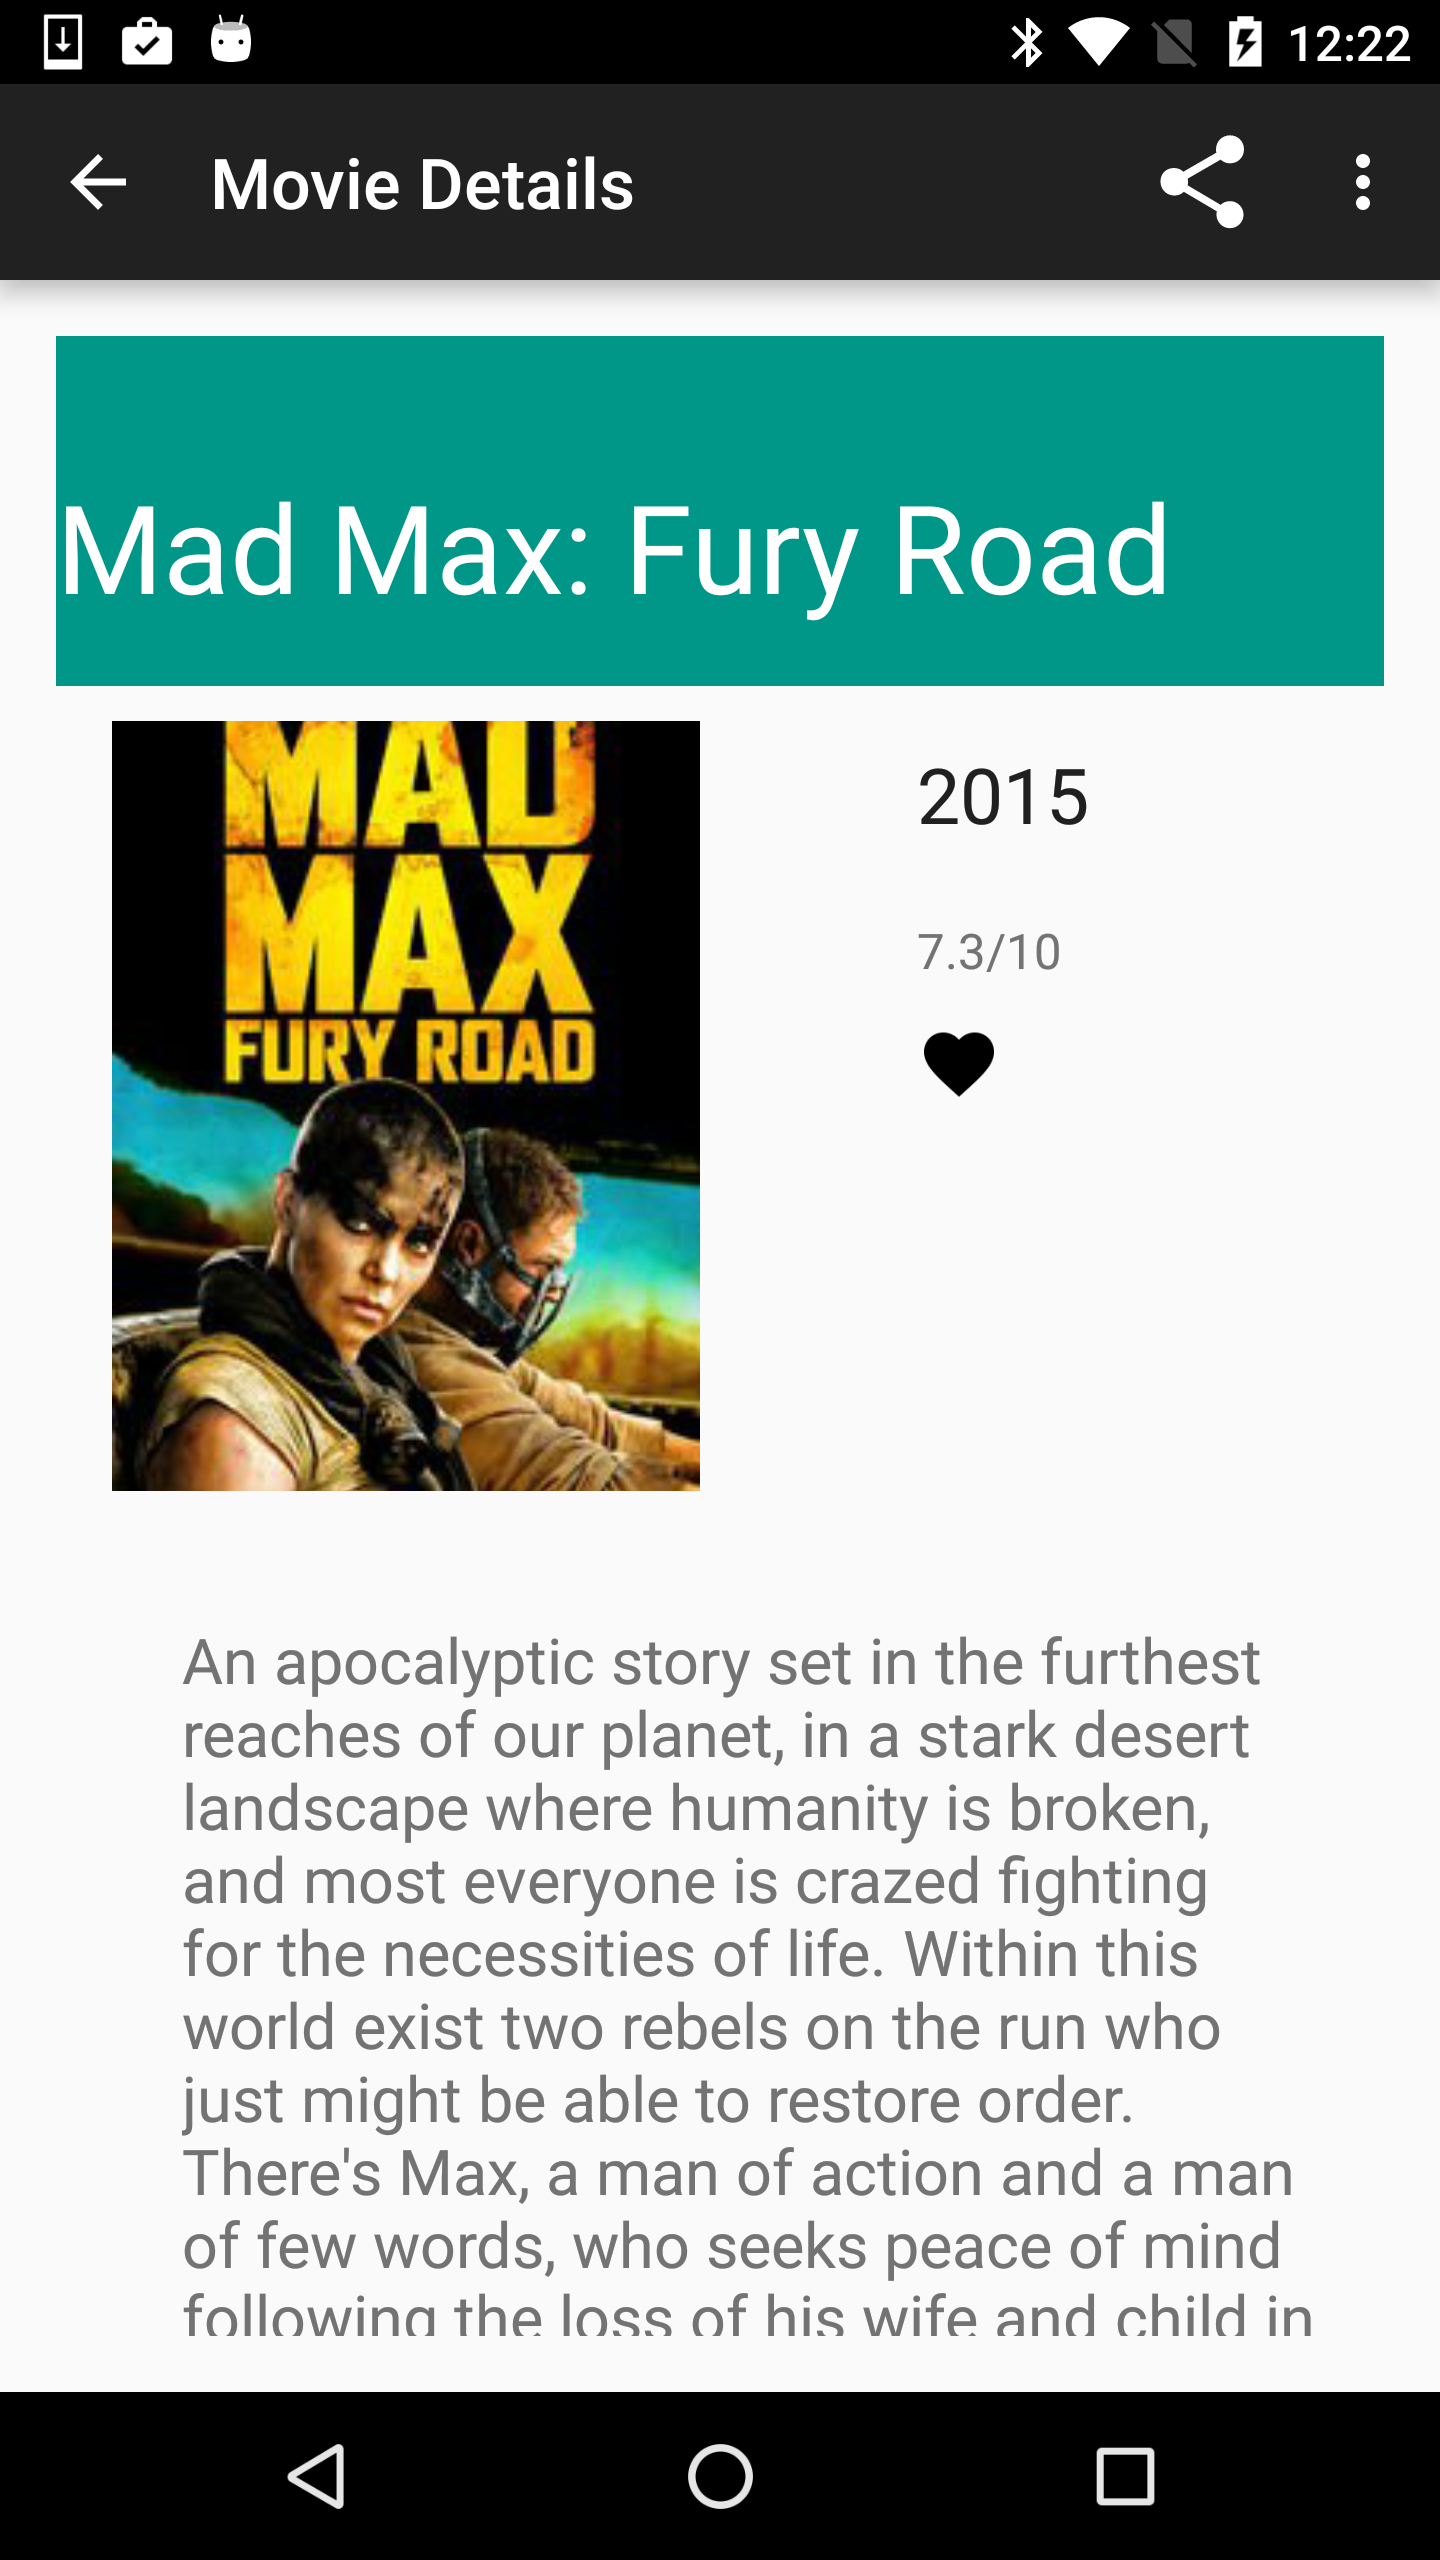 12:22
Movie Details
Mad Max: Fury Road
MAD
MAX
FURY ROAD
2015
7.3/10
An apocalyptic story set in the furthest
reaches of our planet, in a stark desert
landscape where humanity is broken,
and most everyone is crazed fighting
for the necessities of life. Within this
world exist two rebels on the run who
just might be able to restore order.
There's Max, a man of action and a man
of few words, who seeks peace of mind
following the loss of his wife and child in